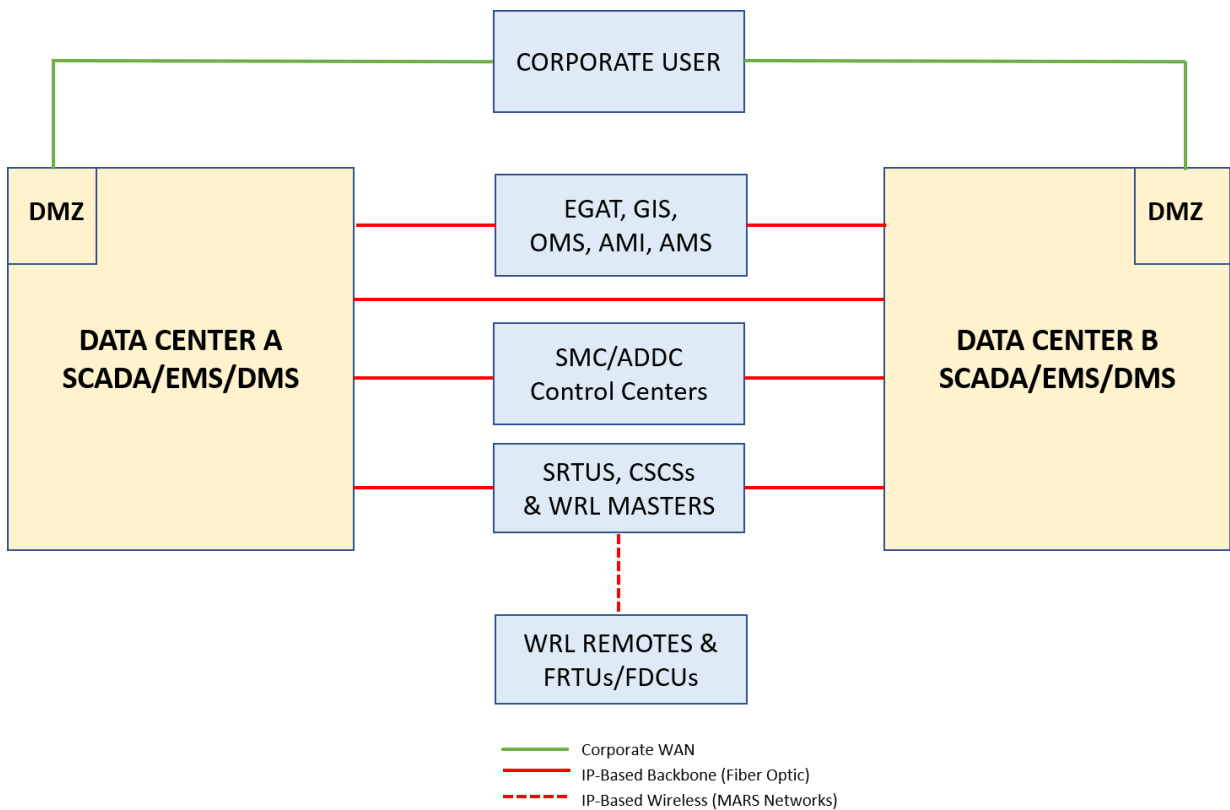 CORPORATE USER
DMZ
EGAT, GIS,
OMS, AMI, AMS
DMZ
DATA CENTER A
SCADA/EMS/DMS
SMC/ADDC
Control Centers
DATA CENTER B
SCADA/EMS/DMS
SRTUS, CSCSs
& WRL MASTERS
WRL REMOTES &
FRTUs/FDCUs
Corporate WAN
IP-Based Backbone (Fiber Optic)
IP-Based Wireless (MARS Networks)